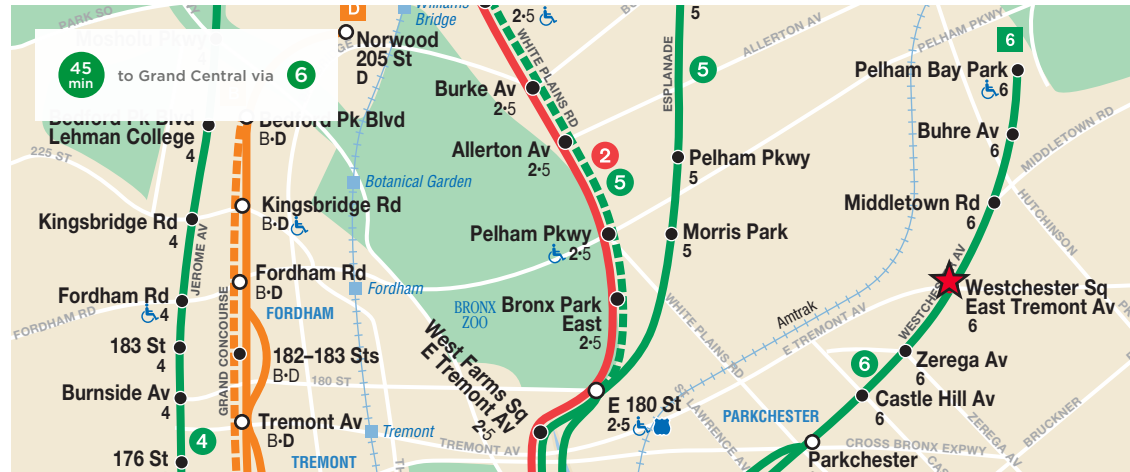 PARK SO
Mosholu Pkwy
4
45
min
to Grand Central via
6
Bedford Pk Blvd
Lehman College
4
Bedford Pk Blvd
B·D
D
Norwood
205 St
D
Williams
Bridge
2·5
WHITE PLAINS RD
5
ESPLANADE
5
ALLERTON AV
PELHAM PKWY
6
Pelham Bay Park
6
Burke Av
2·5
Buhre Av
6
MIDDLETOWN RD
225 ST
Allerton Av
2·5
2
5
Pelham Pkwy
5
Botanical Garden
Kingsbridge Rd
4
Kingsbridge Rd
B·D
Middletown Rd
6
HUTCHINSON
JEROME AV
Pelham Pkwy
2·5
Morris Park
5
Fordham Rd
4
FORDHAM RD
Fordham Rd
B·D
FORDHAM
Fordham
BRONX
ZOO
Bronx Park
East
2·5
WHITE PLAINS RD
Amtrak
E TREMONT AV
Westchester Sq
East Tremont Av
6
183 St
4
GRAND CONCOURSE
182–183 Sts
B·D
180 ST
West Farms Sq
E Tremont Av
2·5
Zerega Av
6
6
Castle Hill Av
6
Burnside Av
4
Tremont Av
B·D
TREMONT
Tremont
TREMONT AV
E 180 St
2·5
ST LAWRENCE AV
PARKCHESTER
CROSS BRONX EXPWY
ZEREGA AV
BRUCKNER
4
176 St
Parkchester